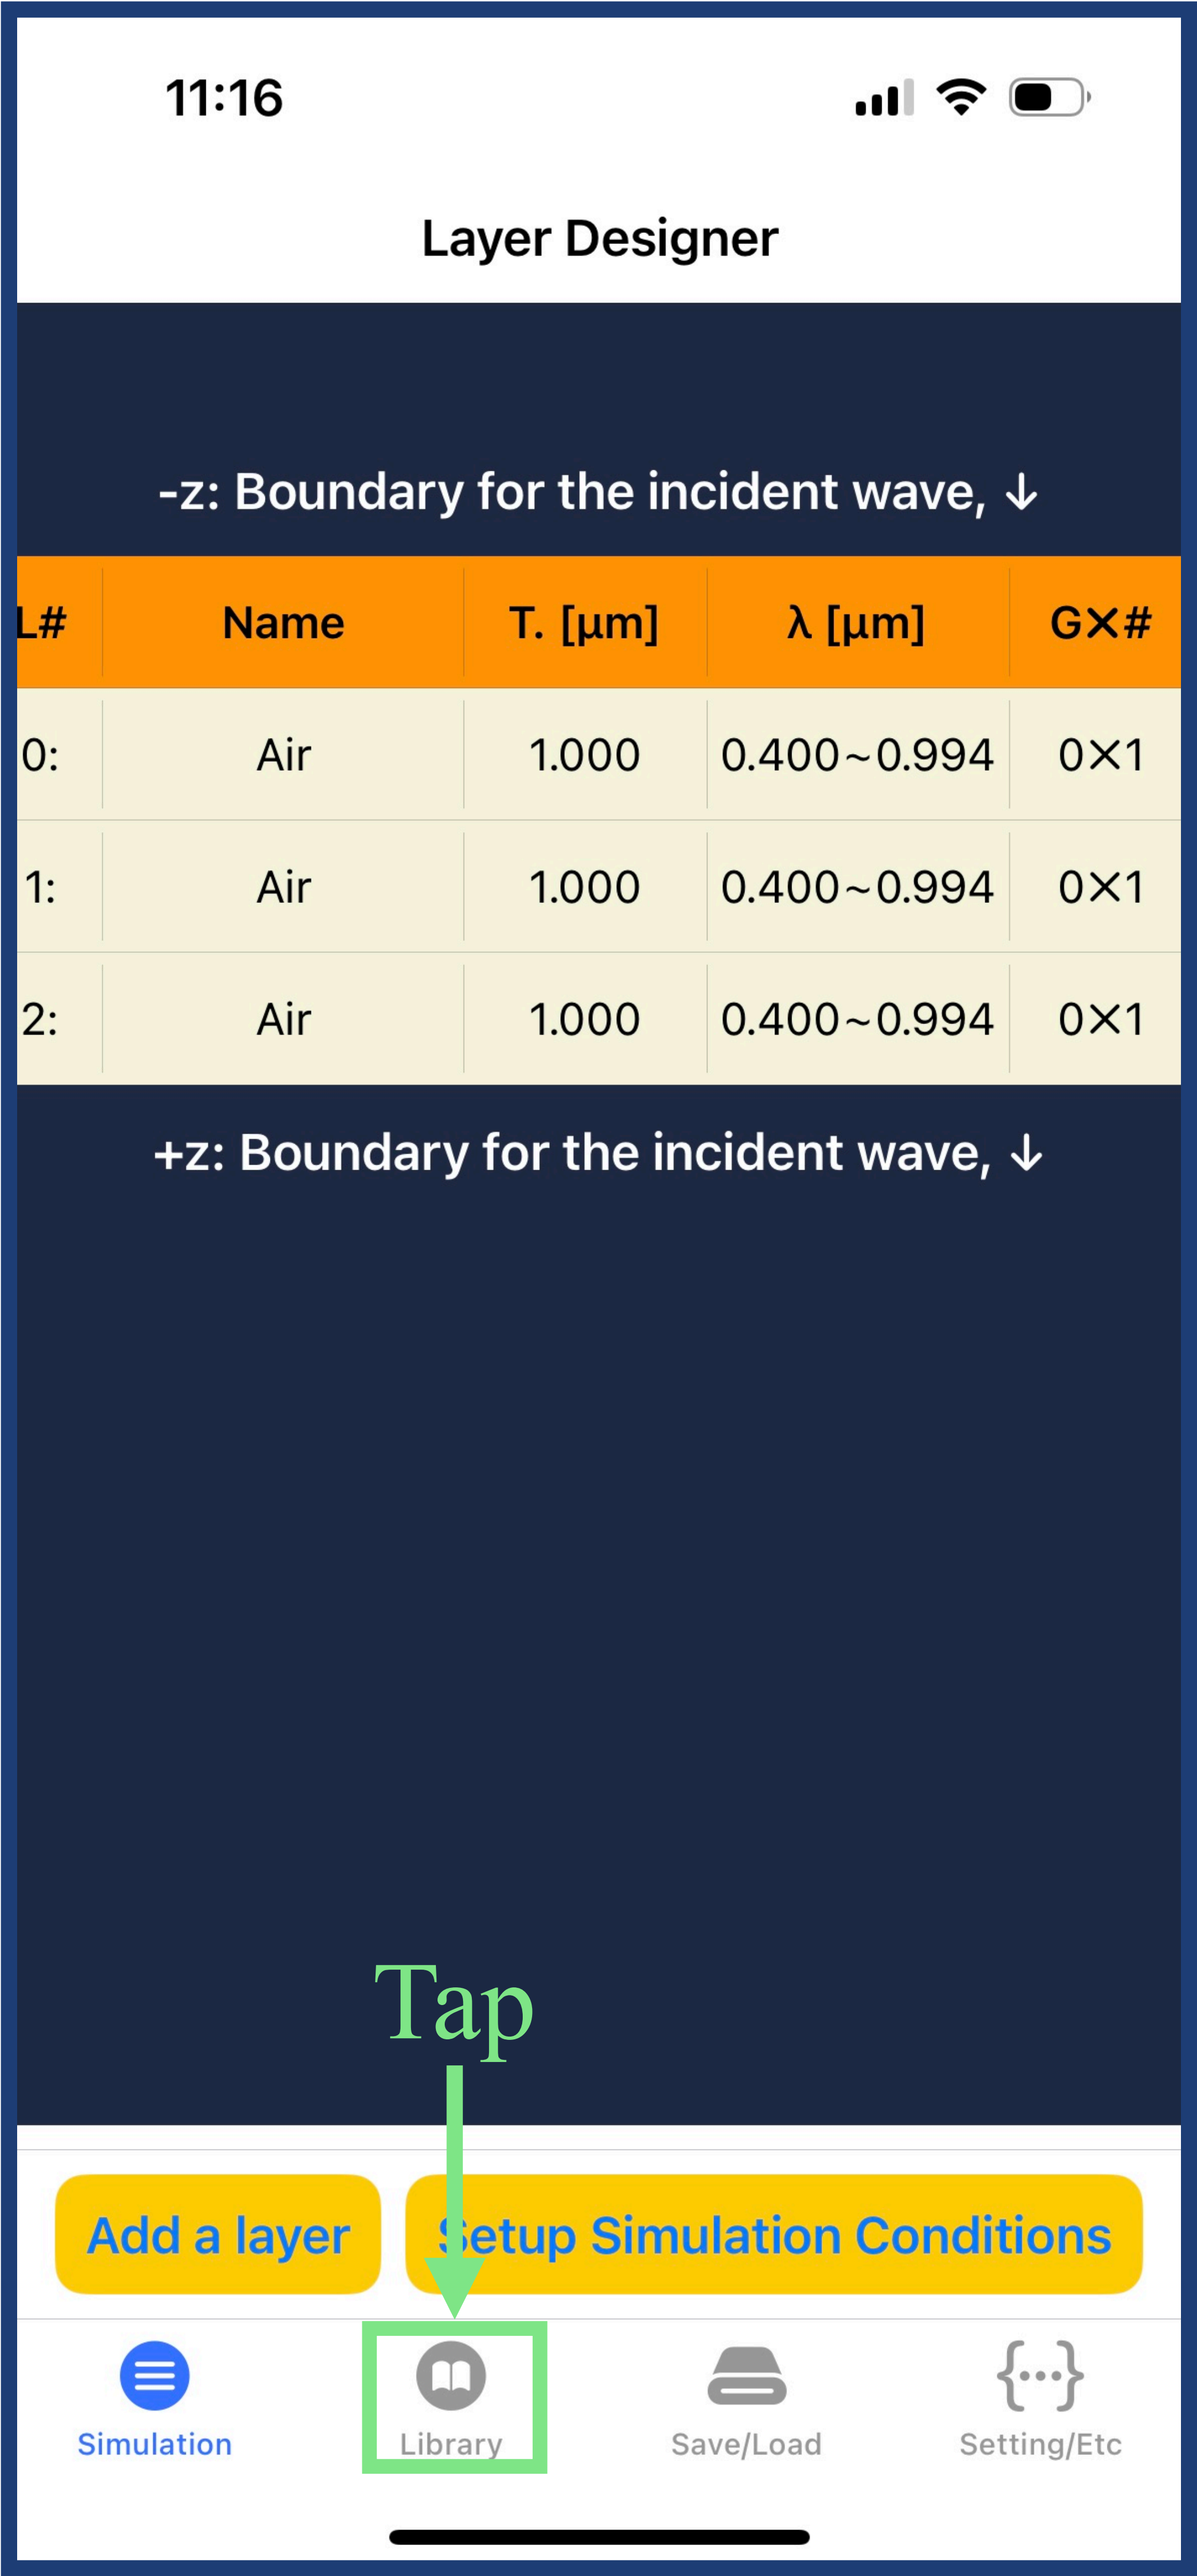 11:16
Layer Designer
-z: Boundary for the incident wave, ↓
L# Name T. [μm] λ [μm] G×#
0: Air 1.000 0.400~0.994 0×1
1: Air 1.000 0.400~0.994 0×1
2: Air 1.000 0.400~0.994 0×1
+z: Boundary for the incident wave, ↓
Tap
Add a layer Setup Simulation Conditions
Simulation Library Save/Load Setting/Etc